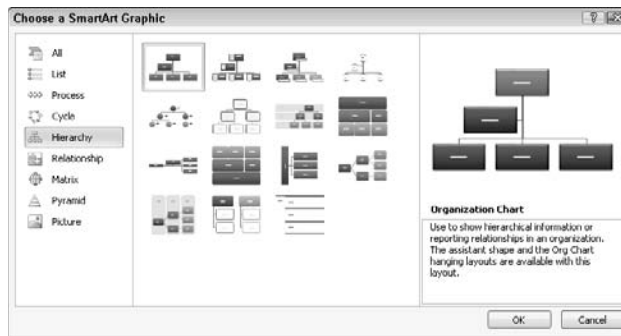 Choose a SmartArt Graphic
All
List
Process
Cycle
Hierarchy
Relationship
Matrix
Pyramid
Picture
Organization Chart
Use to show hierarchical information or
reporting relationships in an organization.
The assistant shape and the Org Chart
hanging layouts are available with this
layout.
OK
Cancel